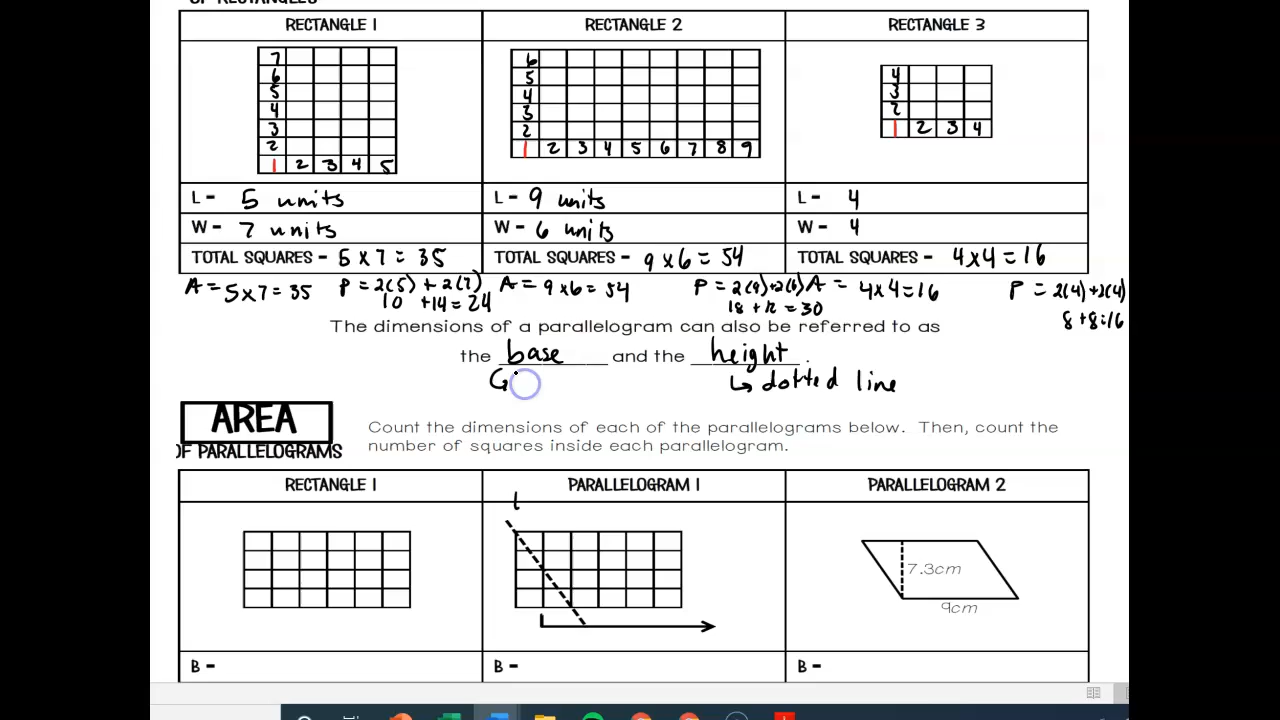 OF RECTANGLES
RECTANGLE 1 RECTANGLE 2 RECTANGLE 3
7
6
5
4
3
2
1 2 3 4 5
6
5
4
3
2
1 2 3 4 5 6 7 8 9
4
3
2
1 2 3 4
L- 5 units L- 9 units L- 4
W- 7 units W- 6 units W- 4
TOTAL SQUARES - 5 x 7 = 35 TOTAL SQUARES - 9 x 6 = 54 TOTAL SQUARES - 4 x 4 = 16
A = 5 x 7 = 35 P = 2(5) + 2(7) A = 9 x 6 = 54 P = 2(9)+2(6) A = 4 x 4 = 16 P = 2(4)+2(4)
10 +14 = 24 18 + 12 = 30 8+8=16
The dimensions of a parallelogram can also be referred to as
the base and the height.
G ↳ dotted line
AREA
OF PARALLELOGRAMS
Count the dimensions of each of the parallelograms below. Then, count the
number of squares inside each parallelogram.
RECTANGLE 1 PARALLELOGRAM 1 PARALLELOGRAM 2
7.3cm
9cm
B - B - B -